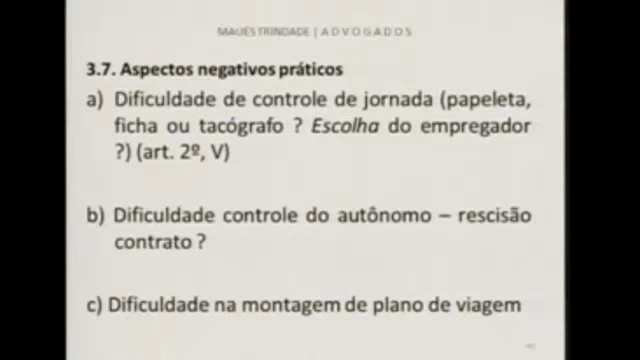 MAUÉS TRINDADE | A D V O G A D O S
3.7. Aspectos negativos práticos
a) Dificuldade de controle de jornada (papeleta,
ficha ou tacógrafo ? Escolha do empregador
?) (art. 2º, V)
b) Dificuldade controle do autônomo – rescisão
contrato ?
c) Dificuldade na montagem de plano de viagem